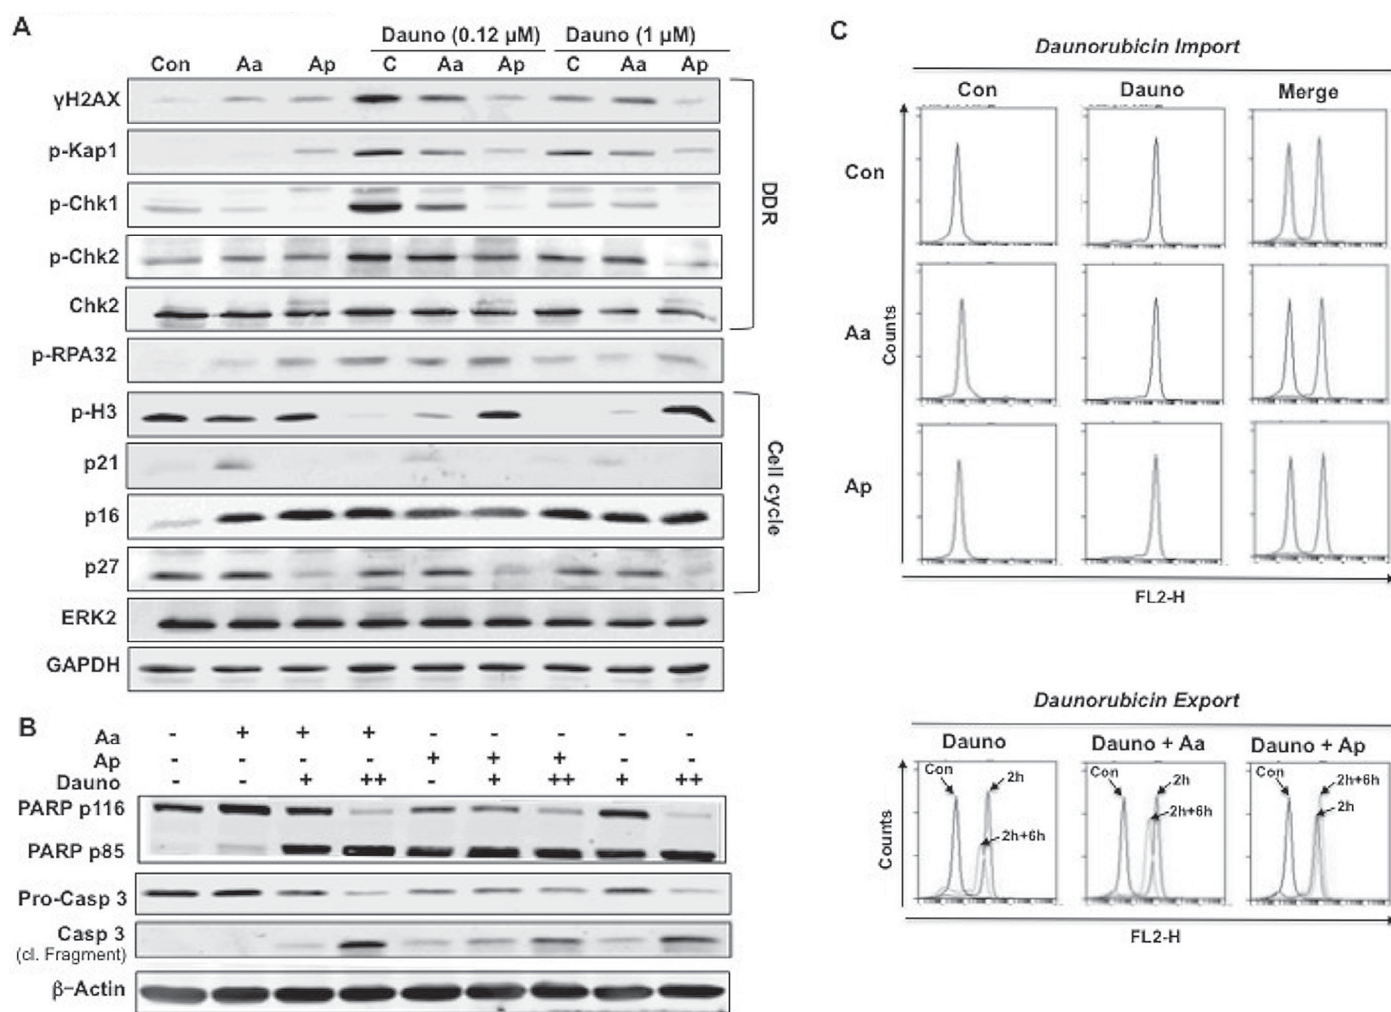 A
Dauno (0.12 µM) Dauno (1 µM)
Con Aa Ap C Aa Ap C Aa Ap
γH2AX
p-Kap1
p-Chk1
p-Chk2
Chk2
DDR
p-RPA32
p-H3
p21
p16
p27
Cell cycle
ERK2
GAPDH
B
Aa - + + + - - - - -
Ap - - - - + + + - -
Dauno - - + ++ - + ++ + ++
PARP p116
PARP p85
Pro-Casp 3
Casp 3
(cl. Fragment)
β-Actin
C
Daunorubicin Import
Con Dauno Merge
Con
Aa
Ap
Counts
FL2-H
Daunorubicin Export
Dauno Dauno + Aa Dauno + Ap
Con 2h 2h+6h
Con 2h 2h+6h
Con 2h+6h 2h
Counts
FL2-H